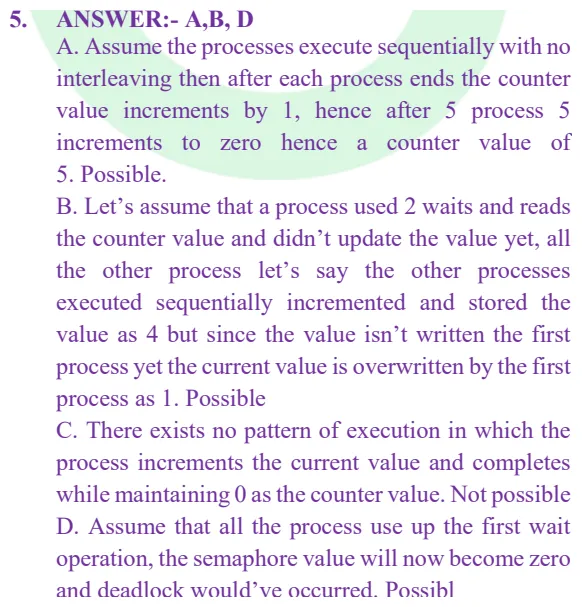 5. ANSWER:- A,B, D
A. Assume the processes execute sequentially with no
interleaving then after each process ends the counter
value increments by 1, hence after 5 process 5
increments to zero hence a counter value of
5. Possible.
B. Let’s assume that a process used 2 waits and reads
the counter value and didn’t update the value yet, all
the other process let’s say the other processes
executed sequentially incremented and stored the
value as 4 but since the value isn’t written the first
process yet the current value is overwritten by the first
process as 1. Possible
C. There exists no pattern of execution in which the
process increments the current value and completes
while maintaining 0 as the counter value. Not possible
D. Assume that all the process use up the first wait
operation, the semaphore value will now become zero
and deadlock would’ve occurred. Possibl